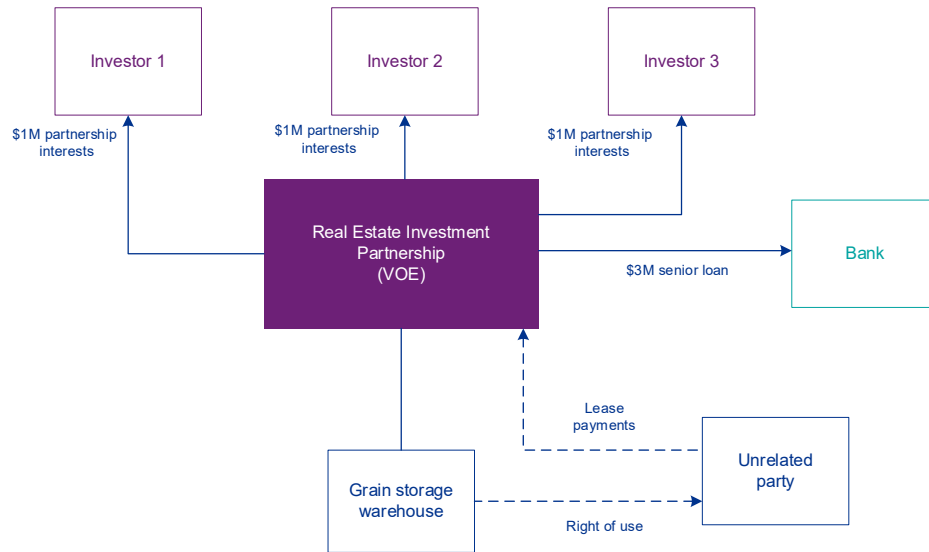 Investor 1
Investor 2
Investor 3
$1M partnership
interests
$1M partnership
interests
$1M partnership
interests
Real Estate Investment
Partnership
(VOE)
Bank
$3M senior loan
Lease
payments
Unrelated
party
Grain storage
warehouse
Right of use